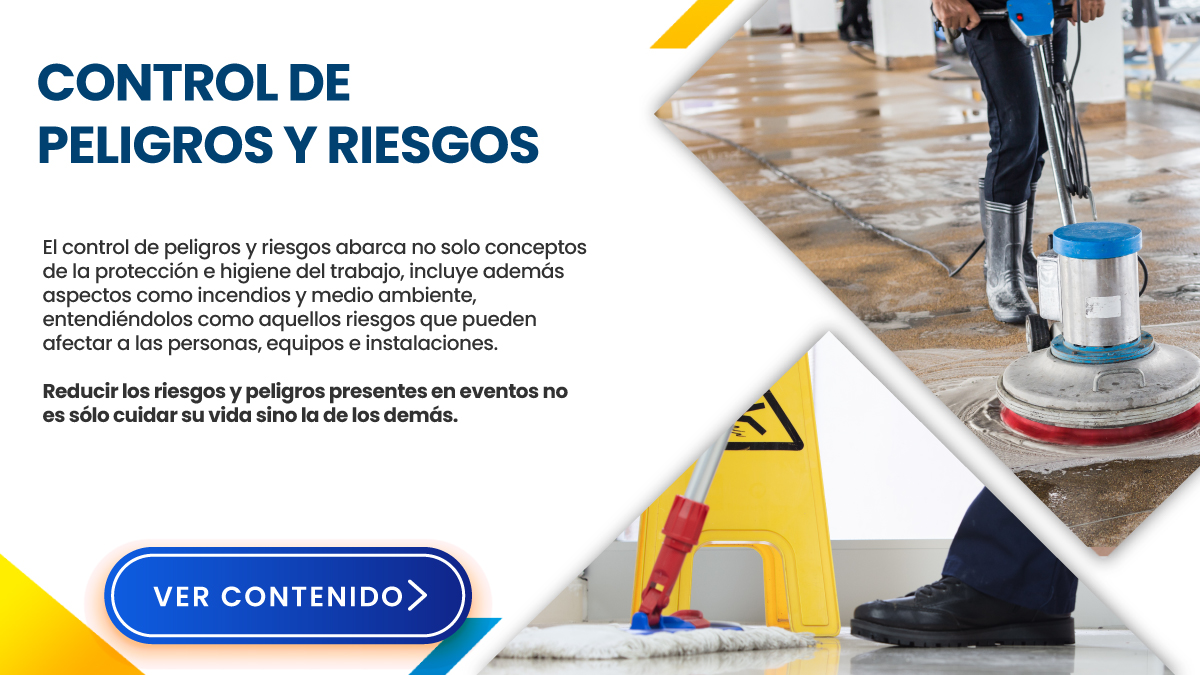 CONTROL DE
PELIGROS Y RIESGOS
El control de peligros y riesgos abarca no solo conceptos
de la protección e higiene del trabajo, incluye además
aspectos como incendios y medio ambiente,
entendiéndolos como aquellos riesgos que pueden
afectar a las personas, equipos e instalaciones.
Reducir los riesgos y peligros presentes en eventos no
es sólo cuidar su vida sino la de los demás.
VER CONTENIDO